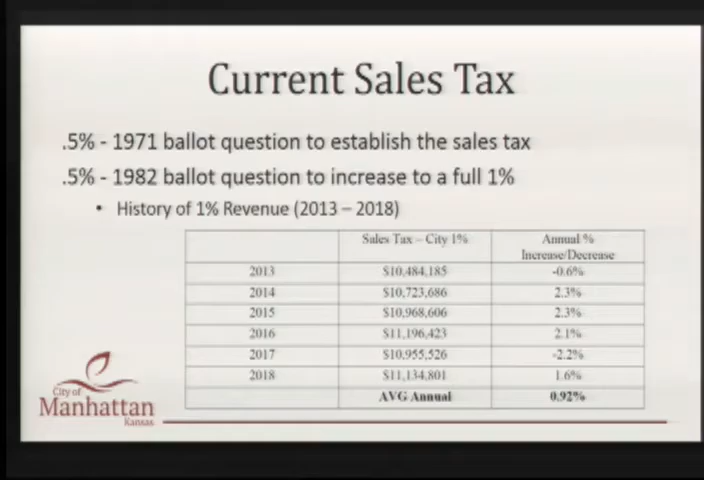 Current Sales Tax
.5% - 1971 ballot question to establish the sales tax
.5% - 1982 ballot question to increase to a full 1%
• History of 1% Revenue (2013 – 2018)
Sales Tax – City 1% Annual %
Increase/Decrease
2013 $10,484,185 -0.6%
2014 $10,723,686 2.3%
2015 $10,968,606 2.3%
2016 $11,196,423 2.1%
2017 $10,955,526 -2.2%
2018 $11,134,801 1.6%
AVG Annual 0.92%
City of
Manhattan
Kansas